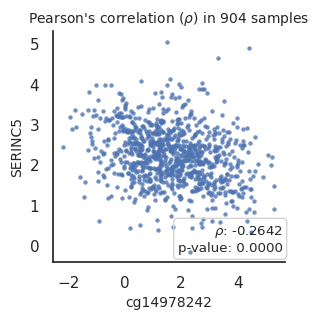 Pearson's correlation (ρ) in 904 samples
5
4
3
2
1
0
SERINC5
ρ: -0.2642
p-value: 0.0000
−2 0 2 4
cg14978242